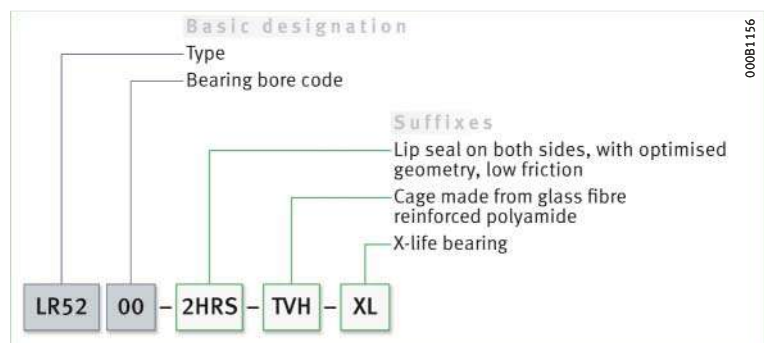 Basic designation
Type
Bearing bore code
Suffixes
Lip seal on both sides, with optimised
geometry, low friction
Cage made from glass fibre
reinforced polyamide
X-life bearing
LR52 00 – 2HRS – TVH – XL
000B1156